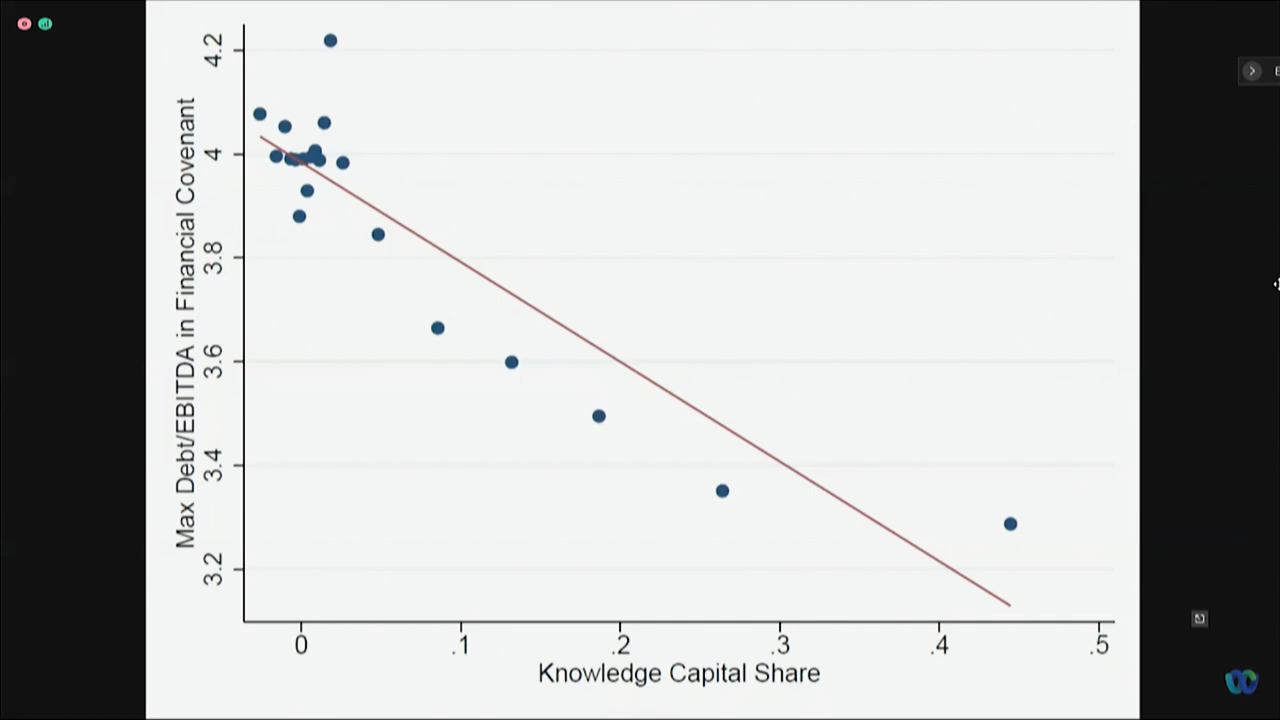 Max Debt/EBITDA in Financial Covenant
4.2
4
3.8
3.6
3.4
3.2
0 .1 .2 .3 .4 .5
Knowledge Capital Share